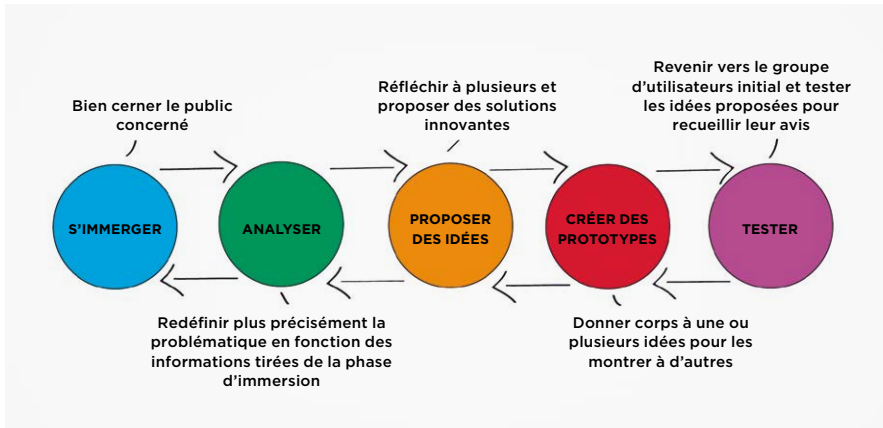 Bien cerner le public
concerné
Réfléchir à plusieurs et
proposer des solutions
innovantes
Revenir vers le groupe
d'utilisateurs initial et tester
les idées proposées pour
recueillir leur avis
S'IMMERGER
ANALYSER
PROPOSER
DES IDÉES
CRÉER DES
PROTOTYPES
TESTER
Redéfinir plus précisément la
problématique en fonction des
informations tirées de la phase
d'immersion
Donner corps à une ou
plusieurs idées pour les
montrer à d'autres